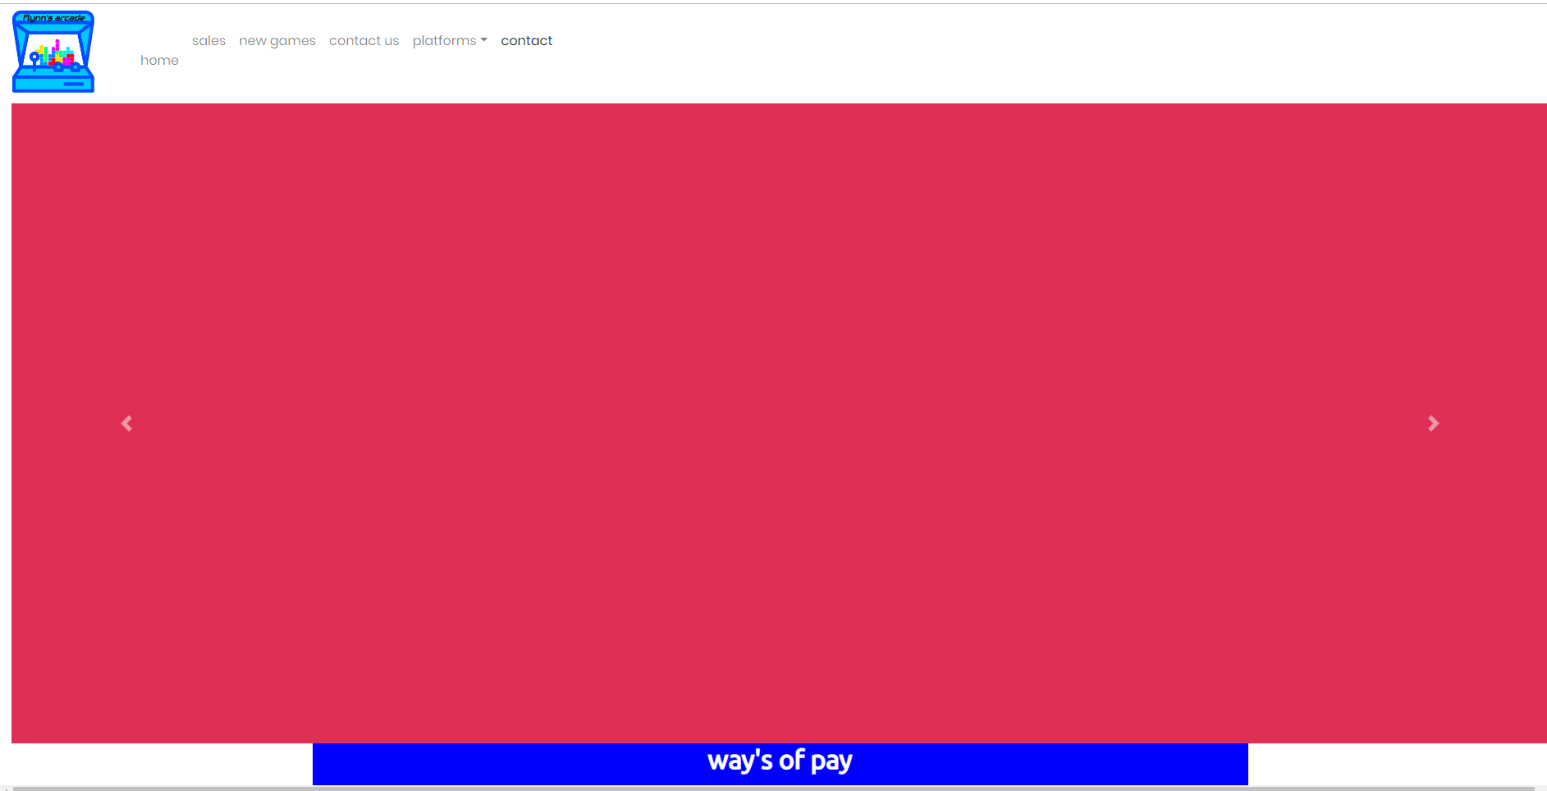 flynn's arcade
sales new games contact us platforms contact
home
way's of pay